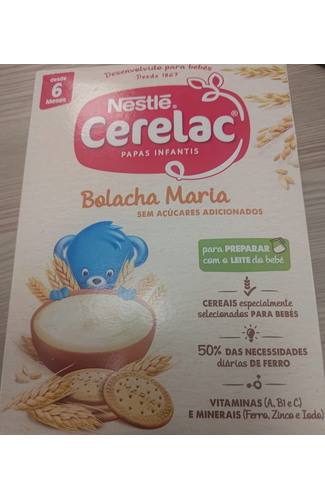 desde
6
Meses
Desenvolvida para bebés
Desde 1867
Nestlé®
Cerelac®
PAPAS INFANTIS
Bolacha Maria
SEM AÇÚCARES ADICIONADOS
para PREPARAR
com o LEITE do bebé
CEREAIS especialmente
selecionados PARA BEBÉS
50% DAS NECESSIDADES
diárias DE FERRO
VITAMINAS (A, B1 e C)
E MINERAIS (Ferro, Zinco e Iodo)